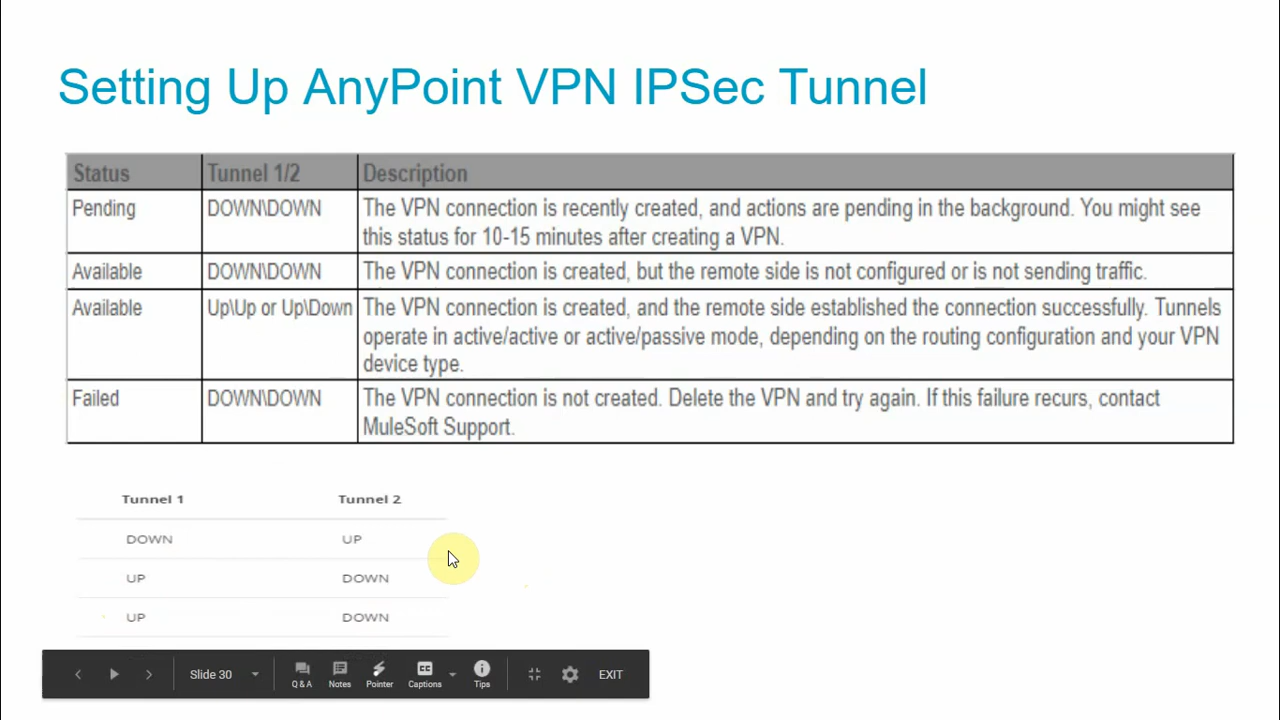 Setting Up AnyPoint VPN IPSec Tunnel
Status Tunnel 1/2 Description
Pending DOWN\DOWN The VPN connection is recently created, and actions are pending in the background. You might see
this status for 10-15 minutes after creating a VPN.
Available DOWN\DOWN The VPN connection is created, but the remote side is not configured or is not sending traffic.
Available Up\Up or Up\Down The VPN connection is created, and the remote side established the connection successfully. Tunnels
operate in active/active or active/passive mode, depending on the routing configuration and your VPN
device type.
Failed DOWN\DOWN The VPN connection is not created. Delete the VPN and try again. If this failure recurs, contact
MuleSoft Support.
Tunnel 1 Tunnel 2
DOWN UP
UP DOWN
UP DOWN
Slide 30 Q & A Notes Pointer CC Captions Tips EXIT